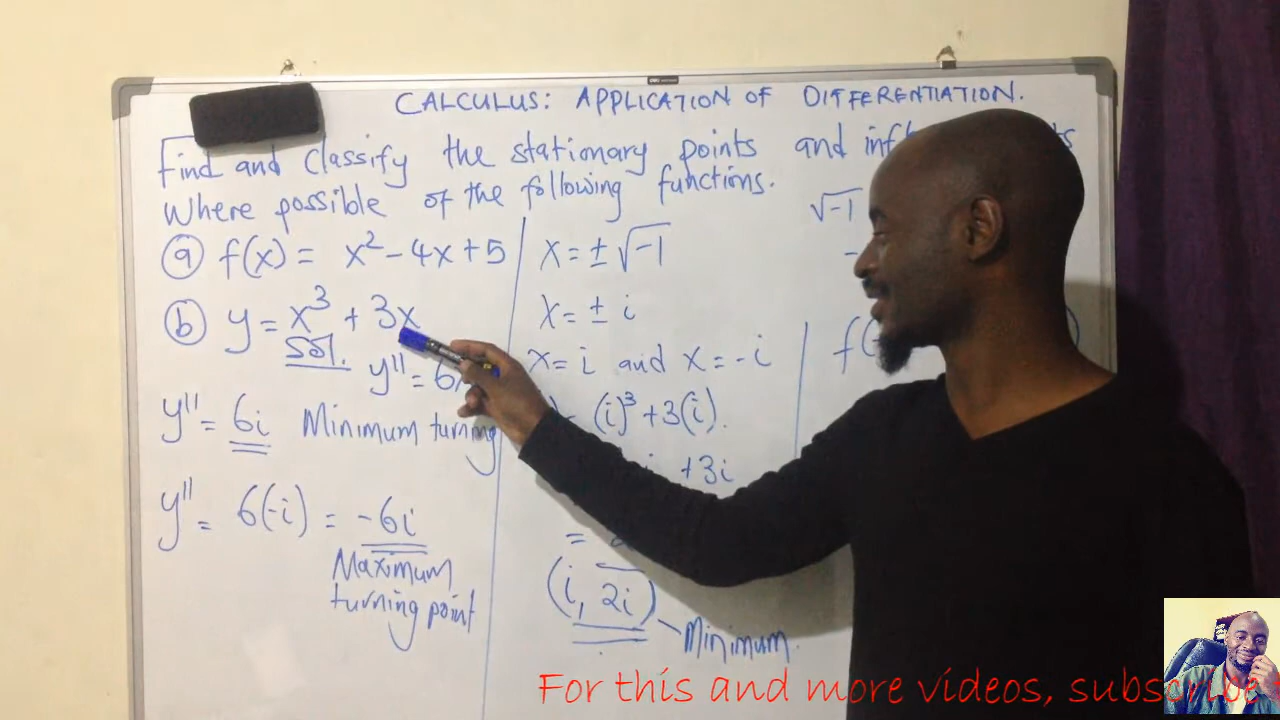 CALCULUS: APPLICATION OF DIFFERENTIATION.
Find and classify the stationary points and
where possible of the following functions.
(a) f(x) = x² - 4x + 5
(b) y = x³ + 3x
Sol.
y'' = 6
y'' = 6i Minimum turning
y'' = 6(-i) = -6i
Maximum
turning point
x = ± √-1
x = ± i
x = i and x = -i
(i)³ + 3(i).
+3i
=
(i, 2i)
Minimum.
√-1
For this and more videos, subscribe